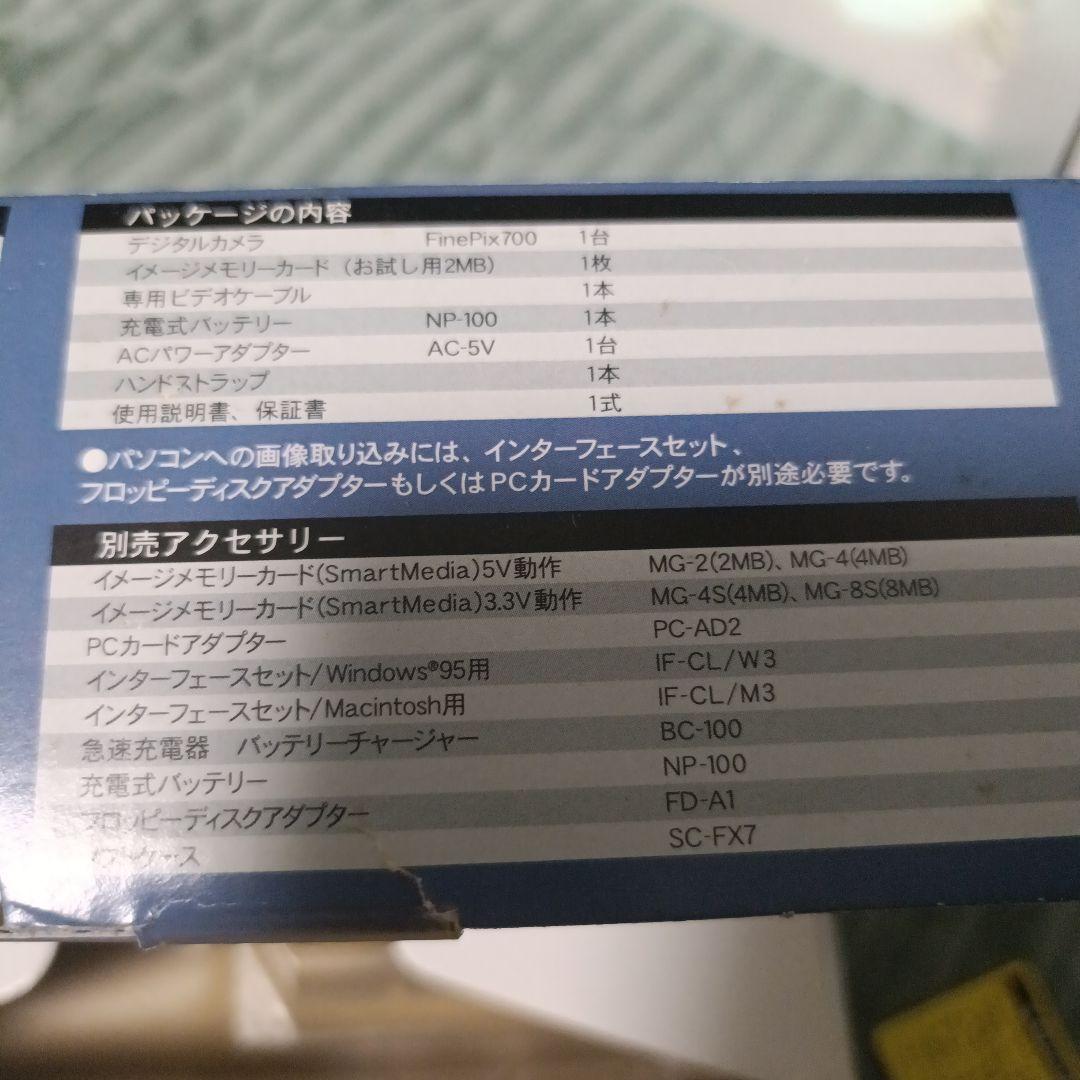 パッケージの内容
デジタルカメラ FinePix700 1台
イメージメモリーカード(お試し用2MB) 1枚
専用ビデオケーブル 1本
充電式バッテリー NP-100 1本
ACパワーアダプター AC-5V 1台
ハンドストラップ 1本
使用説明書、保証書 1式
●パソコンへの画像取り込みには、インターフェースセット、
フロッピーディスクアダプターもしくはPCカードアダプターが別途必要です。
別売アクセサリー
イメージメモリーカード(SmartMedia)5V動作 MG-2(2MB)、MG-4(4MB)
イメージメモリーカード(SmartMedia)3.3V動作 MG-4S(4MB)、MG-8S(8MB)
PCカードアダプター PC-AD2
インターフェースセット/Windows®95用 IF-CL/W3
インターフェースセット/Macintosh用 IF-CL/M3
急速充電器 バッテリーチャージャー BC-100
充電式バッテリー NP-100
フロッピーディスクアダプター FD-A1
ソフトケース SC-FX7